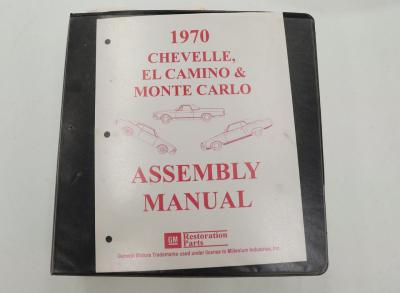 1970
CHEVELLE,
EL CAMINO &
MONTE CARLO
ASSEMBLY
MANUAL
GM
Restoration
Parts
General Motors Trademarks used under license to Millenium Industries, Inc.